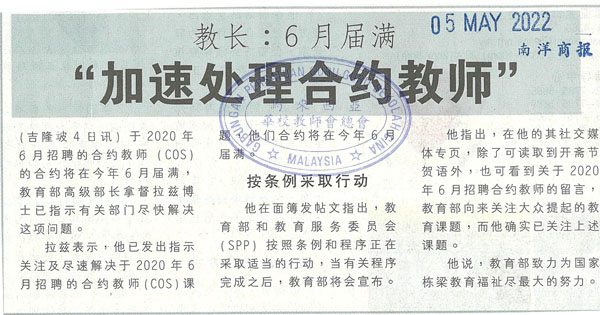 05 MAY 2022
南洋商报
教长：6月届满
“加速处理合约教师”
馬來西亞
華校教師會總會
★ MALAYSIA ★
(吉隆玻4日讯) 于2020年
6月招聘的合约教师 (COS)
的合约将在今年6月届满，
教育部高级部长拿督拉兹博
士已指示有关部门尽快解决
这项问题。
拉兹表示，他已发出指示
关注及尽速解决于2020年6
月招聘的合约教师(COS)课
题，他们合约将在今年6月
届满。
按条例采取行动
他在面簿发帖文指出，教
育部和教育服务委员会
(SPP) 按照条例和程序正在
采取适当的行动，当有关程序
完成之后，教育部将会宣布。
他指出，在他的其社交媒
体专页，除了可读取到开斋节
贺语外，也可看到关于2020
年6月招聘合约教师的留言，
教育部向来关注大众提起的教
育课题，而他确实已关注上述
课题。
他说，教育部致力为国家
栋梁教育福祉尽最大的努力。